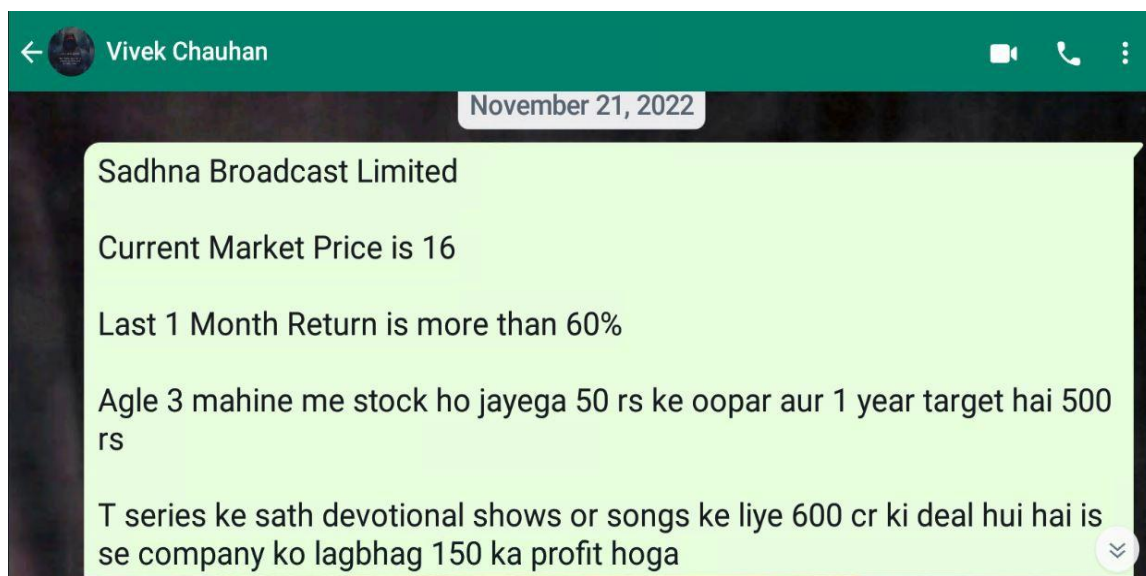 Vivek Chauhan
November 21, 2022
Sadhna Broadcast Limited
Current Market Price is 16
Last 1 Month Return is more than 60%
Agle 3 mahine me stock ho jayega 50 rs ke oopar aur 1 year target hai 500
rs
T series ke sath devotional shows or songs ke liye 600 cr ki deal hui hai is
se company ko lagbhag 150 ka profit hoga